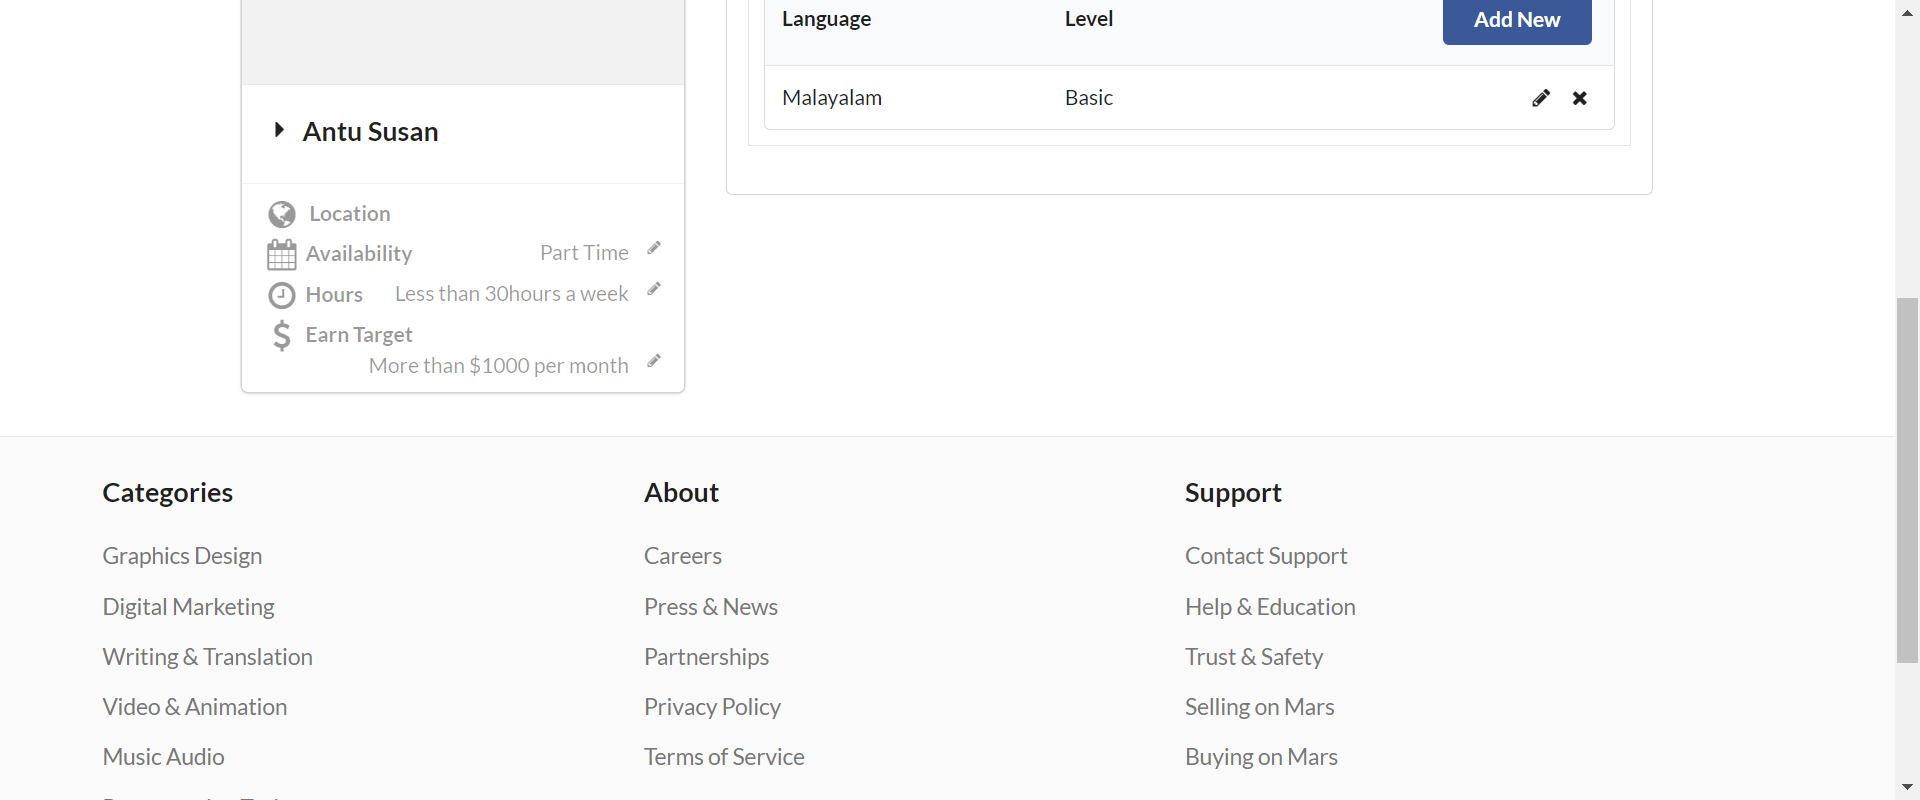 Language Level Add New
Malayalam Basic
Antu Susan
Location
Availability Part Time
Hours Less than 30hours a week
Earn Target
More than $1000 per month
Categories
Graphics Design
Digital Marketing
Writing & Translation
Video & Animation
Music Audio
About
Careers
Press & News
Partnerships
Privacy Policy
Terms of Service
Support
Contact Support
Help & Education
Trust & Safety
Selling on Mars
Buying on Mars